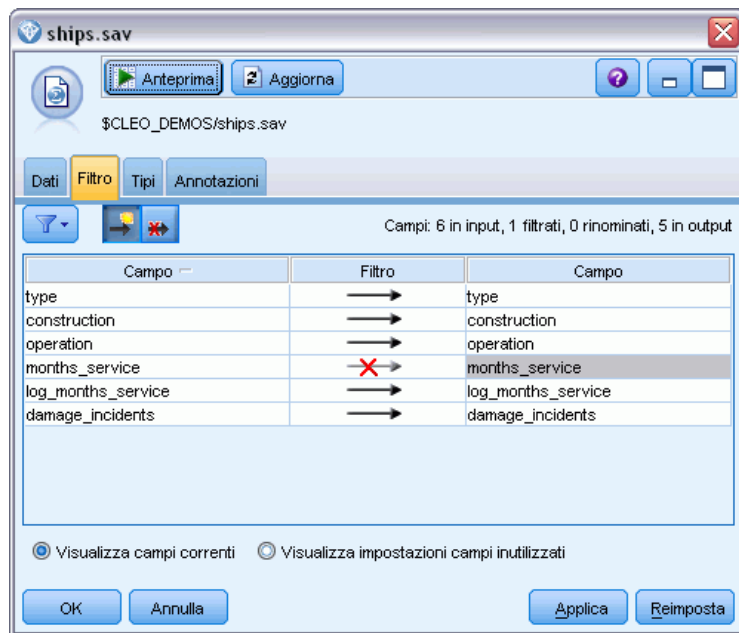 ships.sav
Anteprima
Aggiorna
$CLEO_DEMOS/ships.sav
Dati Filtro Tipi Annotazioni
Campi: 6 in input, 1 filtrati, 0 rinominati, 5 in output
Campo Filtro Campo
type type
construction construction
operation operation
months_service months_service
log_months_service log_months_service
damage_incidents damage_incidents
Visualizza campi correnti Visualizza impostazioni campi inutilizzati
OK Annulla Applica Reimposta